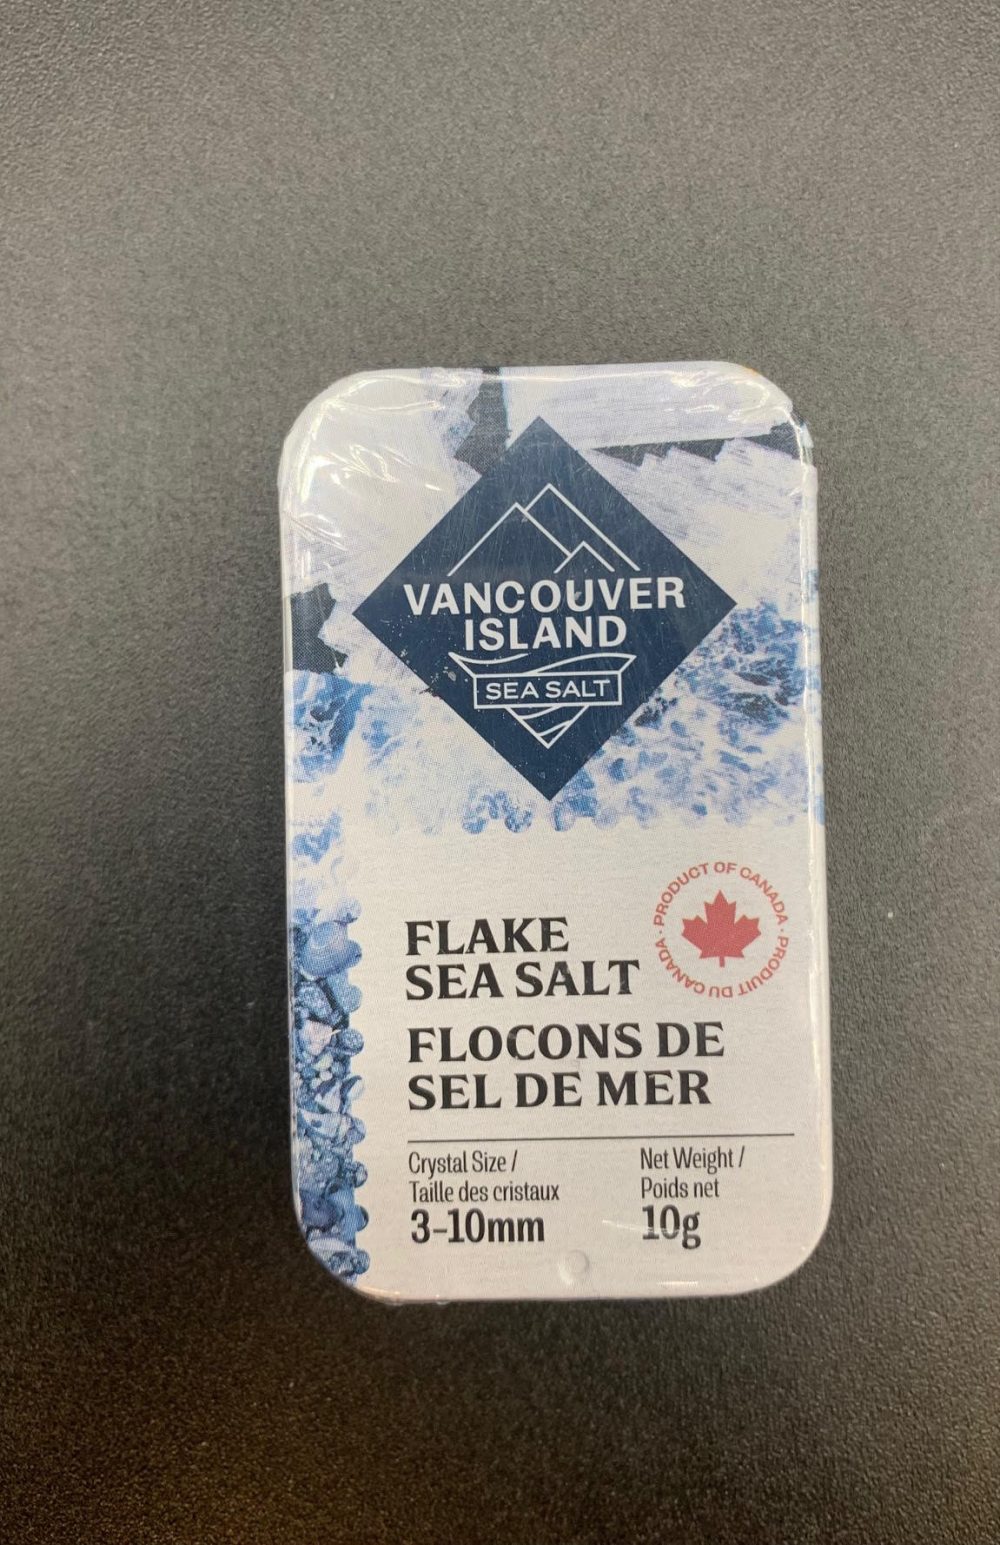 VANCOUVER
ISLAND
SEA SALT
PRODUCT OF CANADA · PRODUIT DU CANADA ·
FLAKE
SEA SALT
FLOCONS DE
SEL DE MER
Crystal Size /
Taille des cristaux
3-10mm
Net Weight /
Poids net
10g